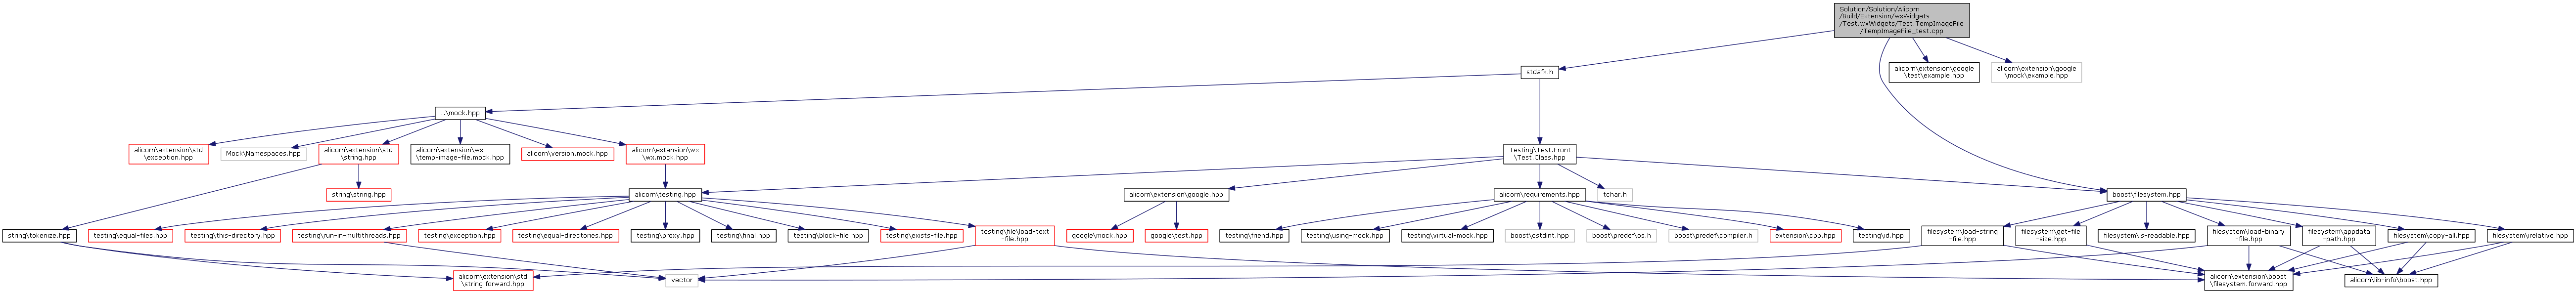 Solution/Solution/Alicorn
/Build/Extension/wxWidgets
/Test.wxWidgets/Test.TempImageFile
/TempImageFile_test.cpp
stdafx.h
alicorn\extension\google
\test\example.hpp
alicorn\extension\google
\mock\example.hpp
..\mock.hpp
alicorn\extension\std
\exception.hpp
Mock\Namespaces.hpp
alicorn\extension\std
\string.hpp
alicorn\extension\wx
\temp-image-file.mock.hpp
alicorn\version.mock.hpp
alicorn\extension\wx
\wx.mock.hpp
Testing\Test.Front
\Test.Class.hpp
string\string.hpp
alicorn\testing.hpp
alicorn\extension\google.hpp
alicorn\requrements.hpp
tchar.h
boost\filesystem.hpp
string\tokenize.hpp
testing\equal-files.hpp
testing\this-directory.hpp
testing\run-in-multithreads.hpp
testing\exception.hpp
testing\equal-directories.hpp
testing\proxy.hpp
testing\final.hpp
testing\block-file.hpp
testing\exists-file.hpp
testing\file\load-text
-file.hpp
google\mock.hpp
google\test.hpp
testing\friend.hpp
testing\using-mock.hpp
testing\virtual-mock.hpp
boost\cstdint.hpp
boost\predef\os.h
boost\predef\compiler.h
extension\cpp.hpp
testing\id.hpp
filesystem\load-string
-file.hpp
filesystem\get-file
-size.hpp
filesystem\is-readable.hpp
filesystem\load-binary
-file.hpp
filesystem\appdata
-path.hpp
filesystem\copy-all.hpp
filesystem\relative.hpp
alicorn\extension\std
\string.forward.hpp
vector
alicorn\extension\boost
\filesystem.forward.hpp
alicorn\lib-info\boost.hpp